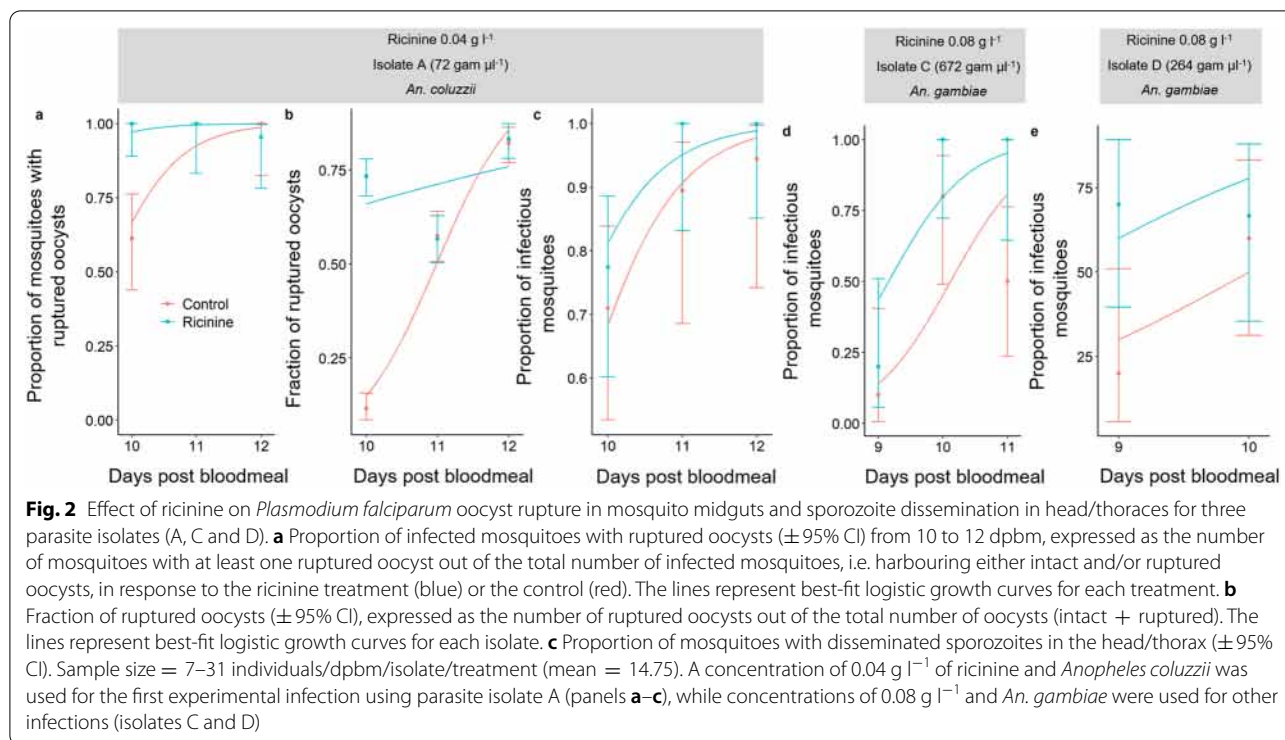 Ricinine 0.04 g l⁻¹
Isolate A (72 gam µl⁻¹)
An. coluzzii
Ricinine 0.08 g l⁻¹
Isolate C (672 gam µl⁻¹)
An. gambiae
Ricinine 0.08 g l⁻¹
Isolate D (264 gam µl⁻¹)
An. gambiae
a
Proportion of mosquitoes with
ruptured oocysts
1.00
0.75
0.50
0.25
0.00
Control
Ricinine
10
11
12
Days post bloodmeal
b
Fraction of ruptured oocysts
0.75
0.50
0.25
10
11
12
Days post bloodmeal
c
Proportion of infectious
mosquitoes
1.0
0.9
0.8
0.7
0.6
10
11
12
Days post bloodmeal
d
Proportion of infectious
mosquitoes
1.00
0.75
0.50
0.25
0.00
9
10
11
Days post bloodmeal
e
Proportion of infectious
mosquitoes
75
50
25
9
10
Days post bloodmeal
Fig. 2 Effect of ricinine on Plasmodium falciparum oocyst rupture in mosquito midguts and sporozoite dissemination in head/thoraces for three
parasite isolates (A, C and D). a Proportion of infected mosquitoes with ruptured oocysts (± 95% CI) from 10 to 12 dpbm, expressed as the number
of mosquitoes with at least one ruptured oocyst out of the total number of infected mosquitoes, i.e. harbouring either intact and/or ruptured
oocysts, in response to the ricinine treatment (blue) or the control (red). The lines represent best-fit logistic growth curves for each treatment. b
Fraction of ruptured oocysts (± 95% CI), expressed as the number of ruptured oocysts out of the total number of oocysts (intact + ruptured). The
lines represent best-fit logistic growth curves for each isolate. c Proportion of mosquitoes with disseminated sporozoites in the head/thorax (± 95%
CI). Sample size = 7–31 individuals/dpbm/isolate/treatment (mean = 14.75). A concentration of 0.04 g l⁻¹ of ricinine and Anopheles coluzzii was
used for the first experimental infection using parasite isolate A (panels a–c), while concentrations of 0.08 g l⁻¹ and An. gambiae were used for other
infections (isolates C and D)